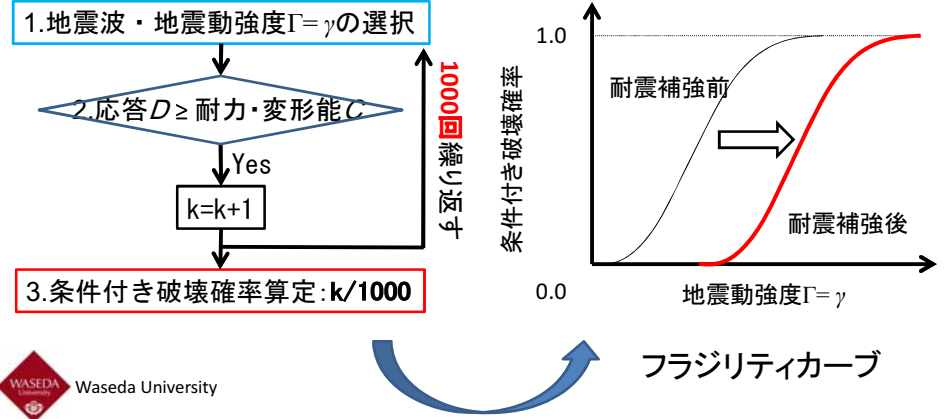 1.地震波・地震動強度Γ=γの選択
2.応答D≥耐力・変形能C
Yes
k=k+1
1000回繰り返す
3.条件付き破壊確率算定:k/1000
条件付き破壊確率
1.0
耐震補強前
耐震補強後
0.0
地震動強度Γ=γ
フラジリティカーブ
WASEDA
University
Waseda University